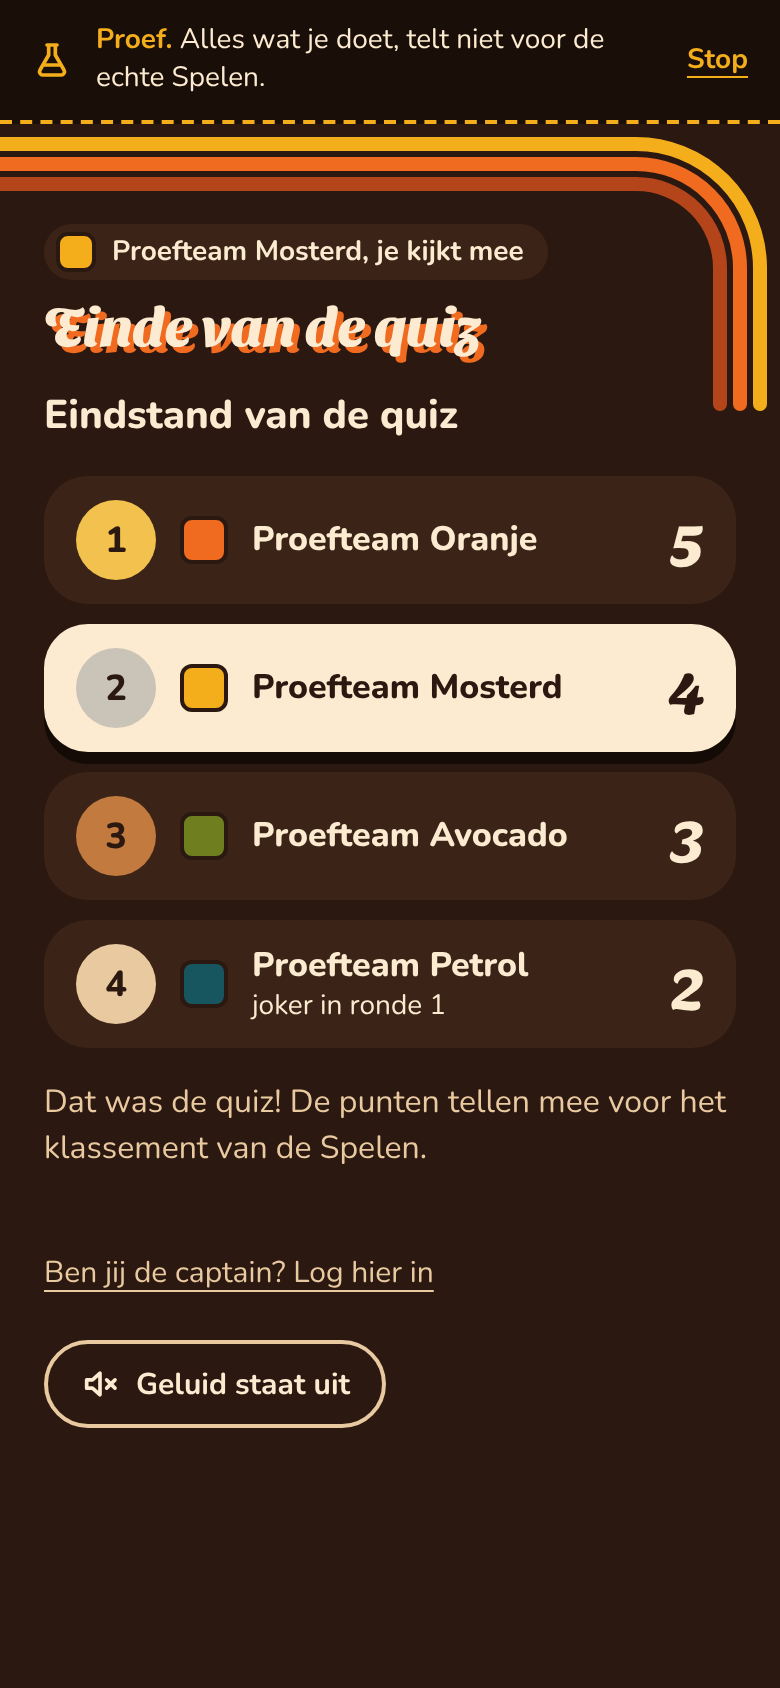 Proef. Alles wat je doet, telt niet voor de
echte Spelen.
Stop
Proefteam Mosterd, je kijkt mee
Einde van de quiz
Eindstand van de quiz
1 Proefteam Oranje 5
2 Proefteam Mosterd 4
3 Proefteam Avocado 3
4 Proefteam Petrol 2
joker in ronde 1
Dat was de quiz! De punten tellen mee voor het
klassement van de Spelen.
Ben jij de captain? Log hier in
Geluid staat uit